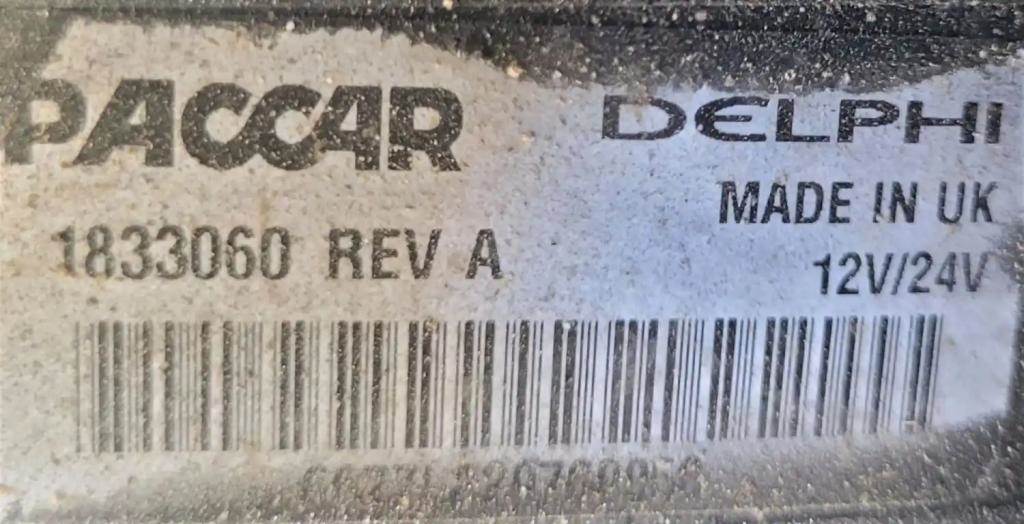 PACCAR
DELPHI
MADE IN UK
1833060 REV A
12V/24V